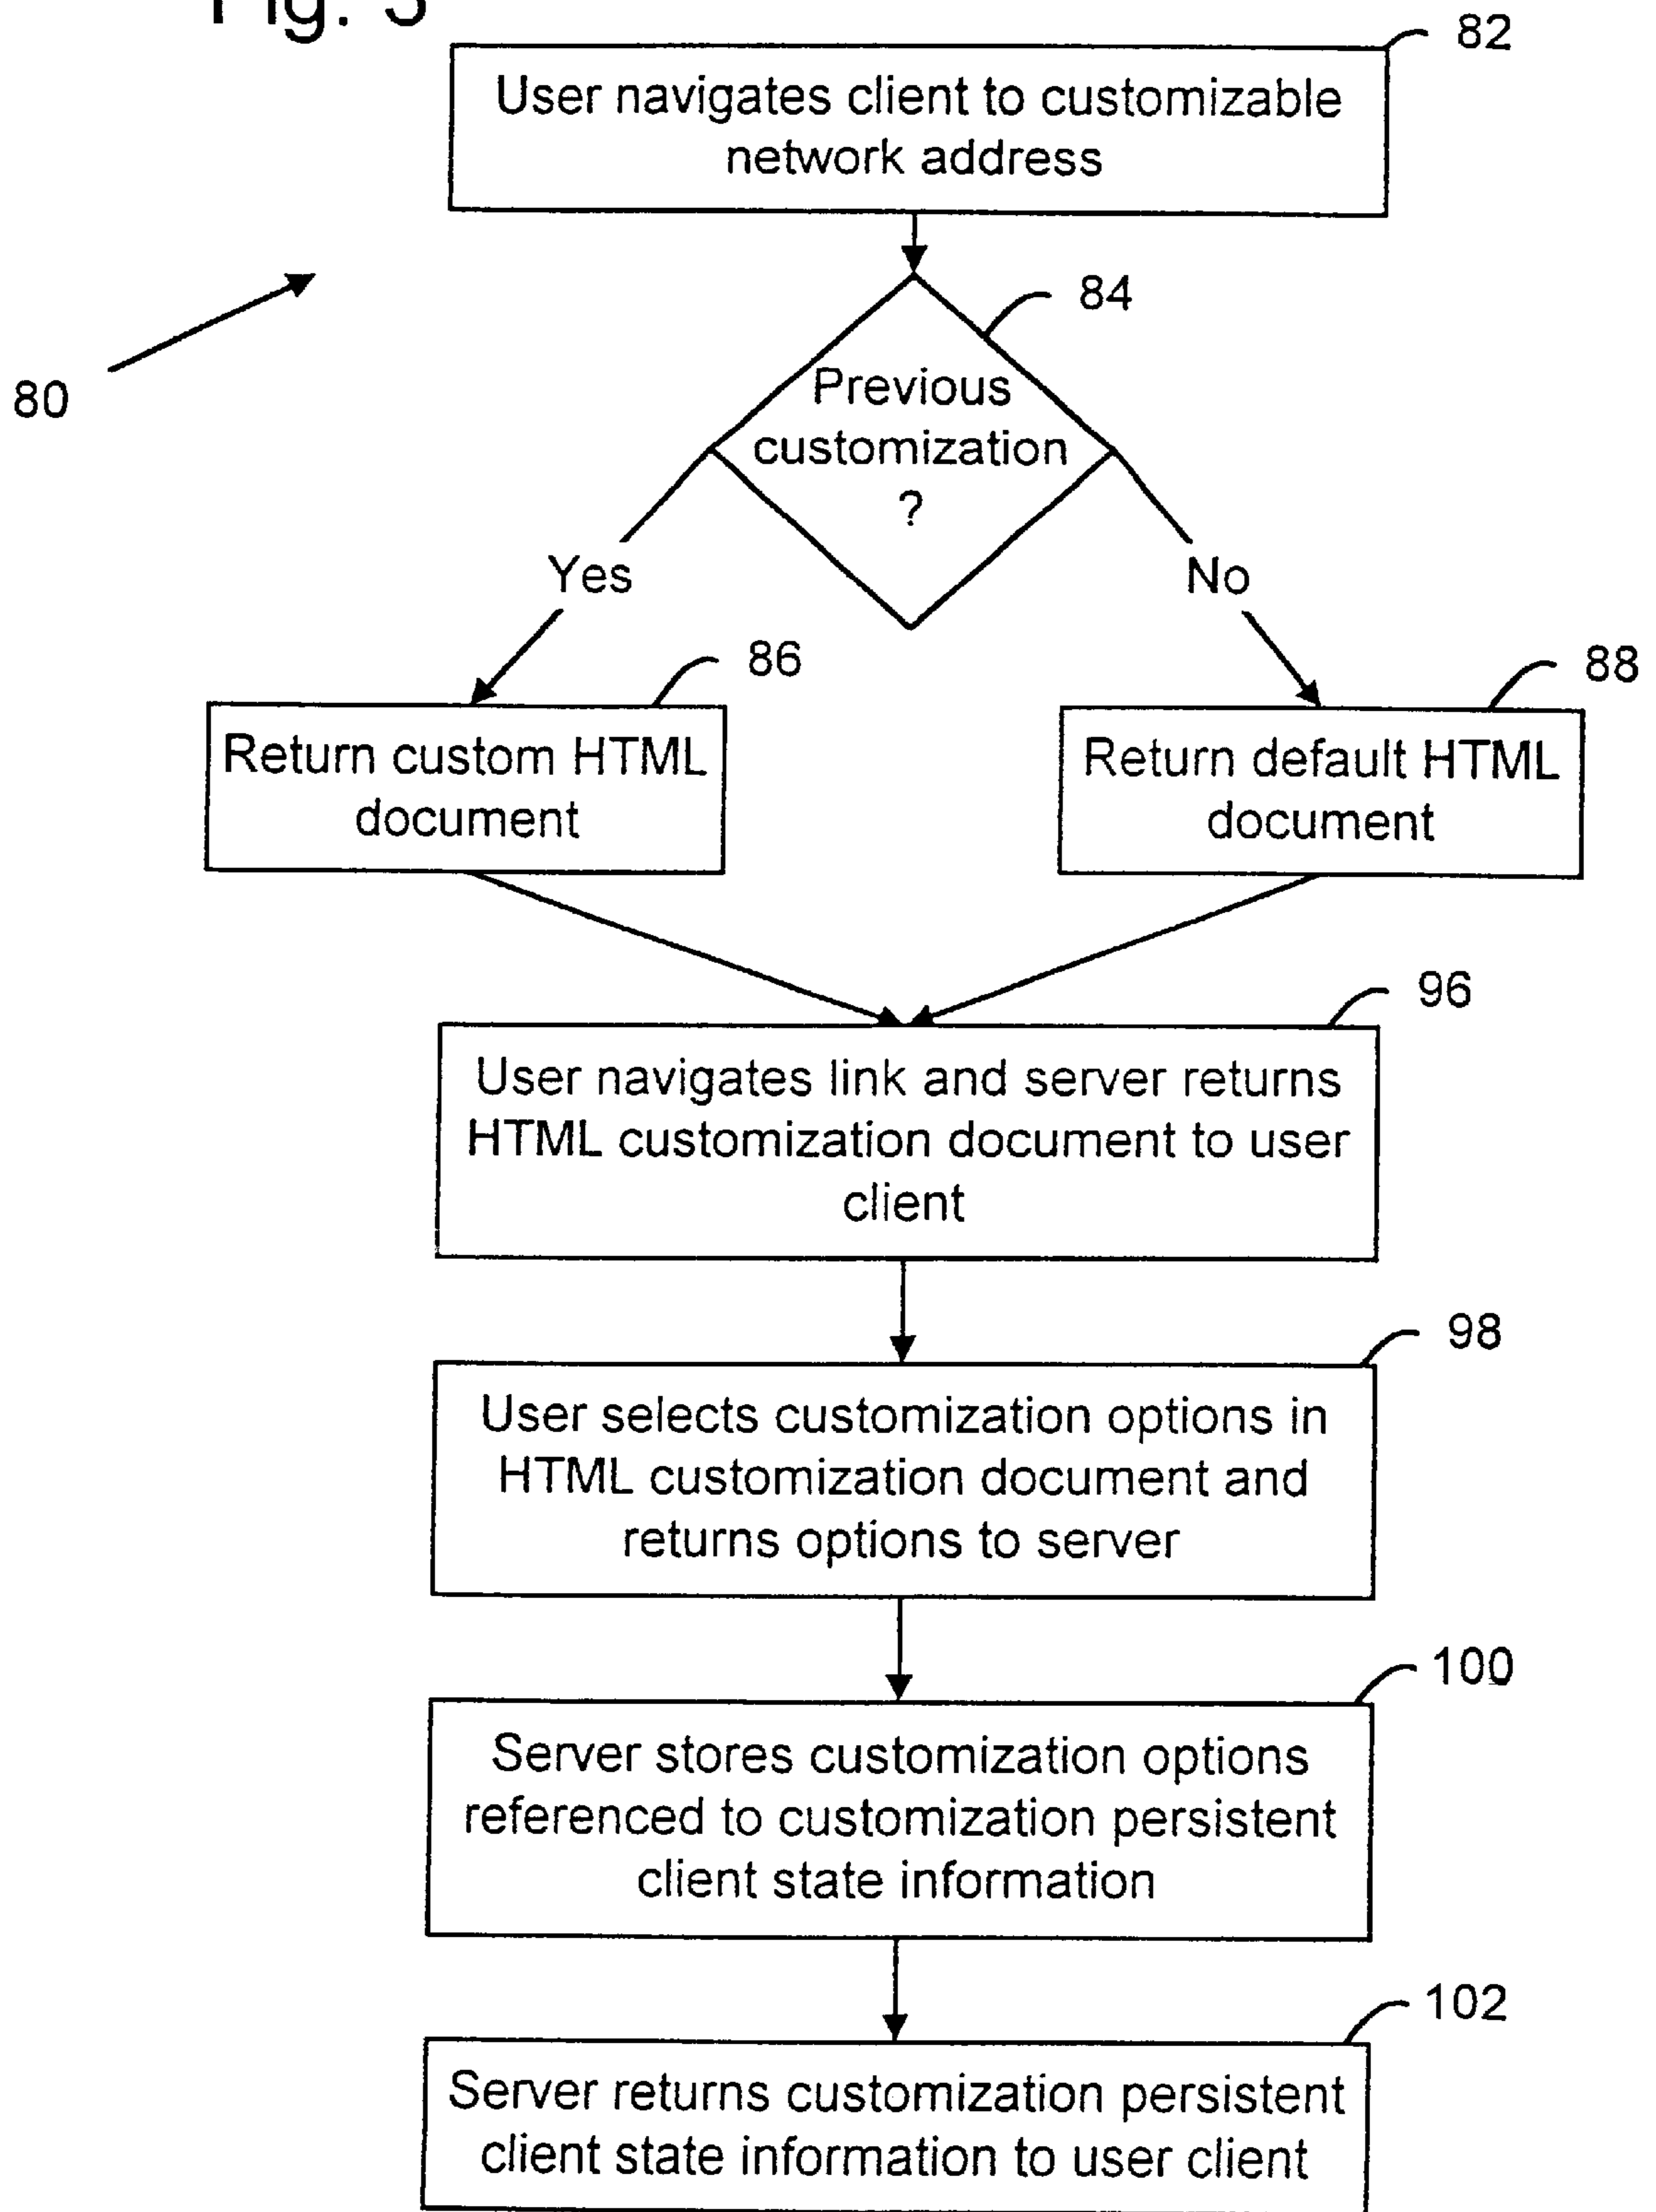 Fig.
82
User navigates client to customizable
network address
84
80
Previous
customization
?
Yes
No
86
88
Return custom HTML
document
Return default HTML
document
96
User navigates link and server returns
HTML customization document to user
client
98
User selects customization options in
HTML customization document and
returns options to server
100
Server stores customization options
referenced to customization persistent
client state information
102
Server returns customization persistent
client state information to user client